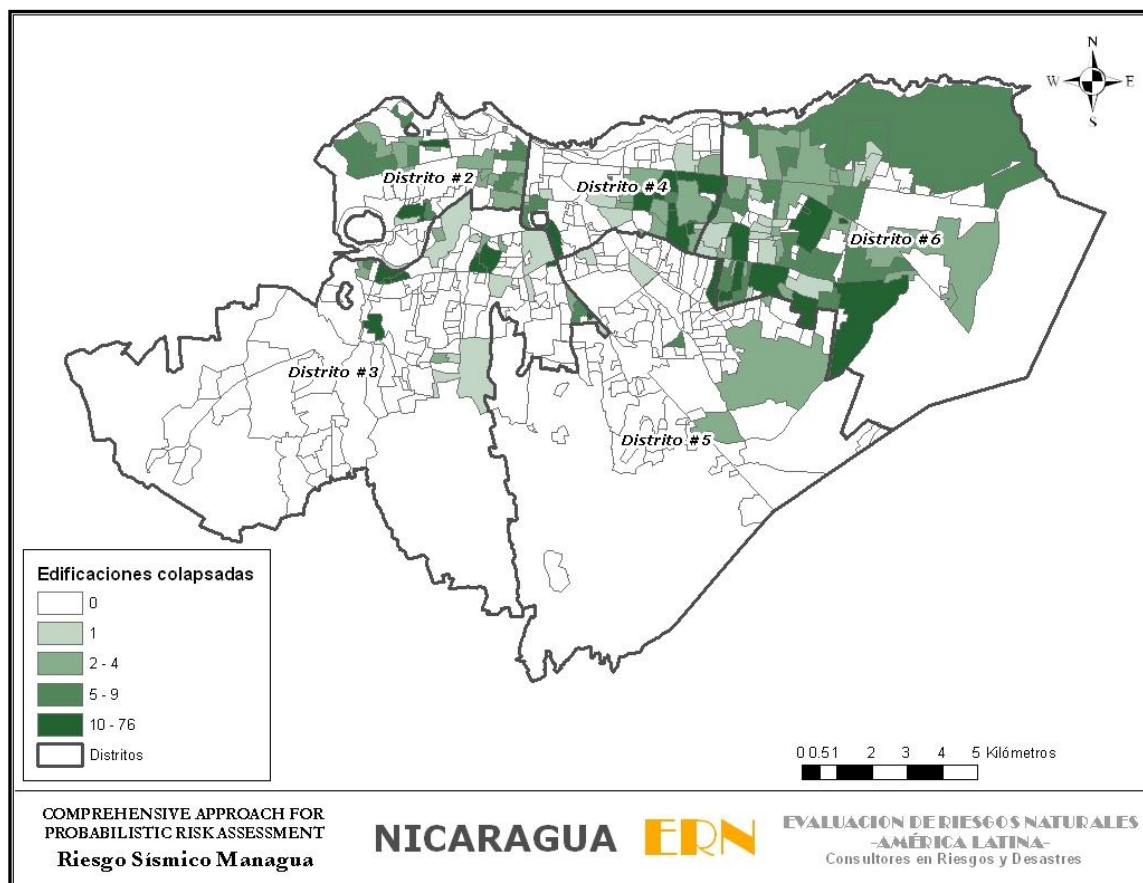 N
W E
S
Distrito #2
Distrito #4
Distrito #6
Distrito #3
Distrito #5
Edificaciones colapsadas
0
1
2 - 4
5 - 9
10 - 76
Distritos
0 0.5 1 2 3 4 5 Kilómetros
COMPREHENSIVE APPROACH FOR
PROBABILISTIC RISK ASSESSMENT
Riesgo Sísmico Managua
NICARAGUA
ERN
EVALUACION DE RIESGOS NATURALES
-AMÉRICA LATINA-
Consultores en Riesgos y Desastres